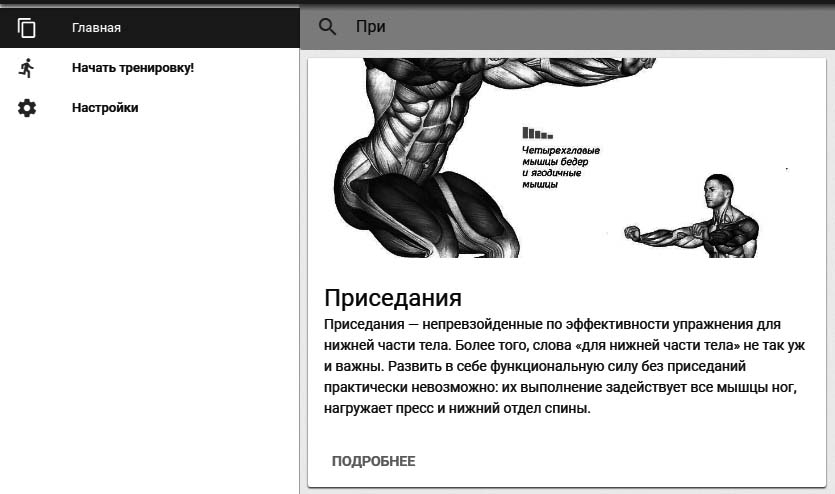 Главная
Начать тренировку!
Настройки
При
Четырехглавые
мышцы бедер
и ягодичные
мышцы
Приседания
Приседания — непревзойденные по эффективности упражнения для
нижней части тела. Более того, слова «для нижней части тела» не так уж
и важны. Развить в себе функциональную силу без приседаний
практически невозможно: их выполнение задействует все мышцы ног,
нагружает пресс и нижний отдел спины.
ПОДРОБНЕЕ